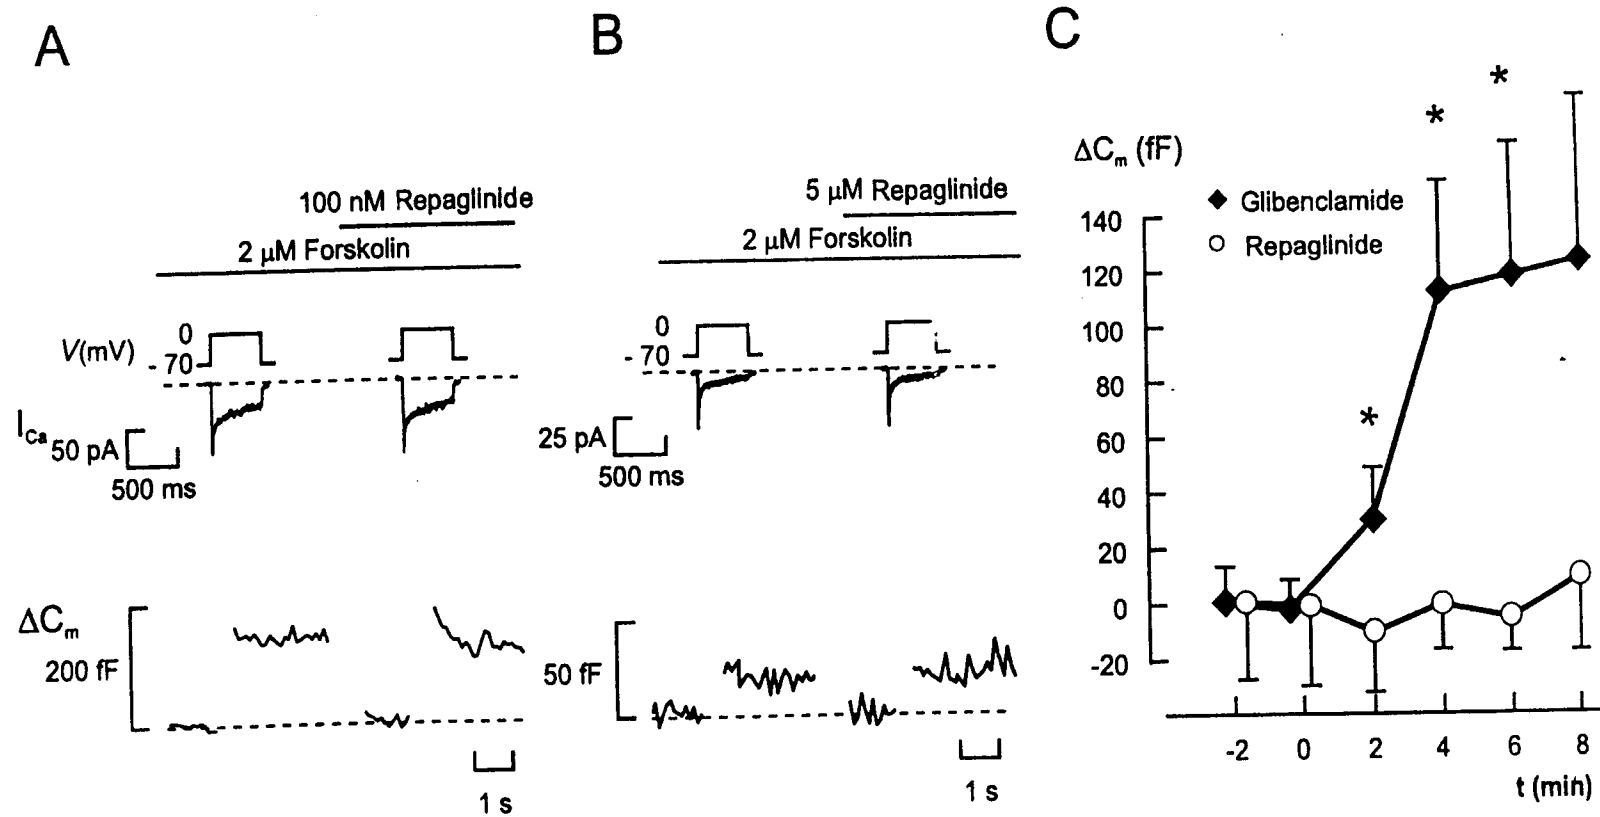 A
100 nM Repaglinide
2 μM Forskolin
V(mV)
0
- 70
I Ca
50 pA
500 ms
ΔCm
200 fF
1 s
B
5 μM Repaglinide
2 μM Forskolin
0
- 70
25 pA
500 ms
50 fF
1 s
C
ΔCm (fF)
Glibenclamide
Repaglinide
140
120
100
80
60
40
20
0
-20
* * *
-2 0 2 4 6 8
t (min)